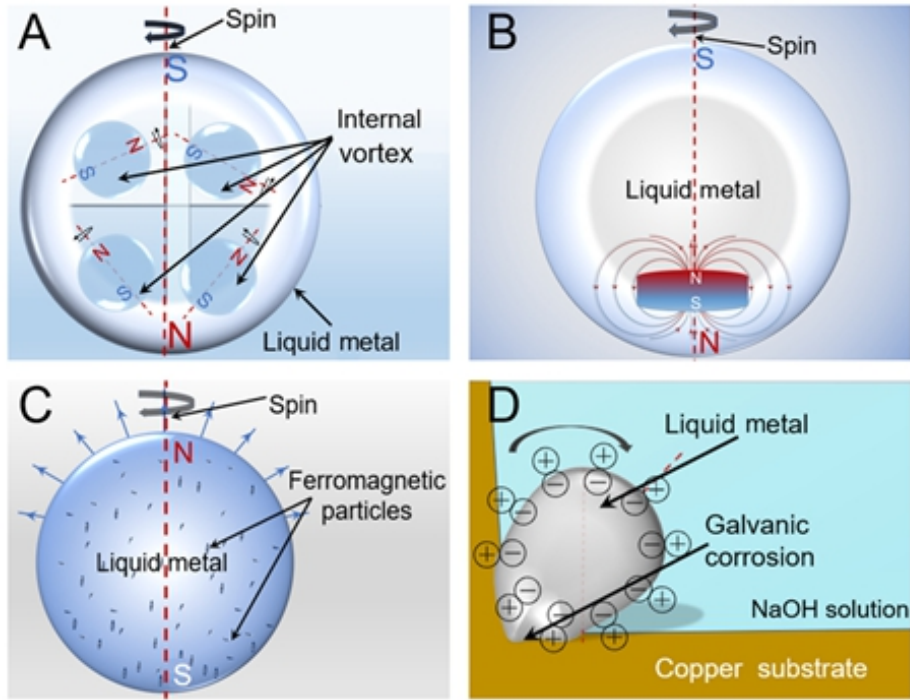 A
Spin
S
N
S
N
S
Internal
vortex
N
S
N
S
N
Liquid metal
B
Spin
S
Liquid metal
N
S
N
C
Spin
N
Ferromagnetic
particles
Liquid metal
S
D
Liquid
metal
Galvanic
corrosion
NaOH solution
Copper substrate